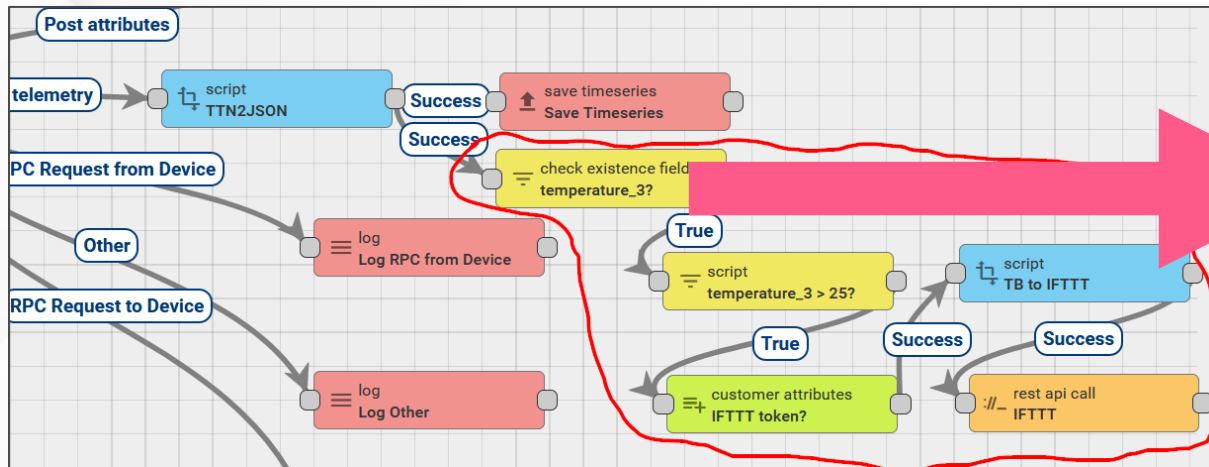 Post attributes
telemetry
script
TTN2JSON
Success
save timeseries
Save Timeseries
Success
check existence field
temperature_3?
PC Request from Device
True
Other
log
Log RPC from Device
script
temperature_3 > 25?
script
TB to IFTTT
RPC Request to Device
True
Success
Success
log
Log Other
customer attributes
IFTTT token?
rest api call
IFTTT